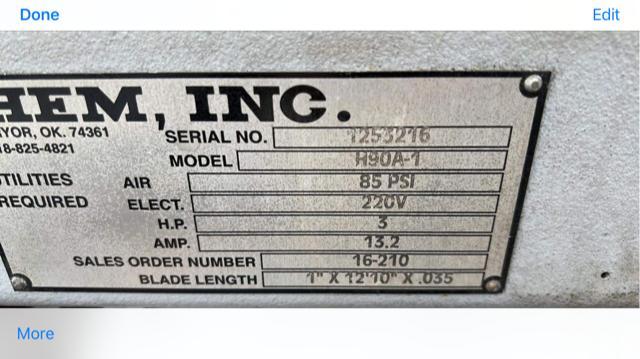 Done Edit
HEM, INC.
YOR, OK. 74361
18-825-4821
SERIAL NO. 1253216
MODEL H90A-1
TILITIES AIR 85 PSI
REQUIRED ELECT. 220V
H.P. 3
AMP. 13.2
SALES ORDER NUMBER 16-210
BLADE LENGTH 1" X 12'10" X .035
More